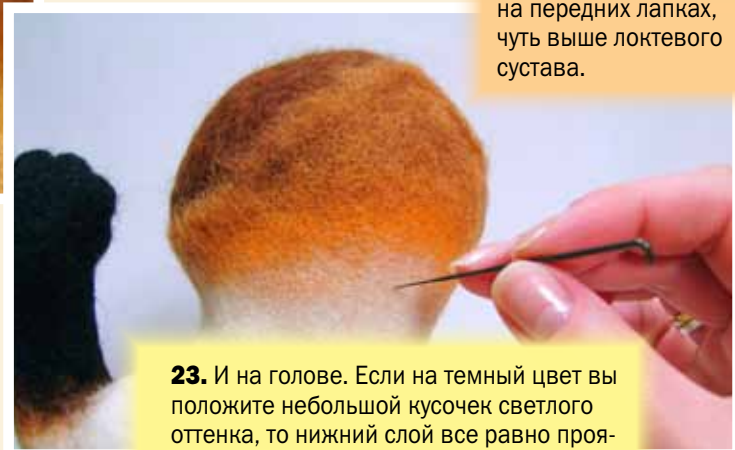 на передних лапках,
чуть выше локтевого
сустава.
23. И на голове. Если на темный цвет вы
положите небольшой кусочек светлого
оттенка, то нижний слой все равно проя-